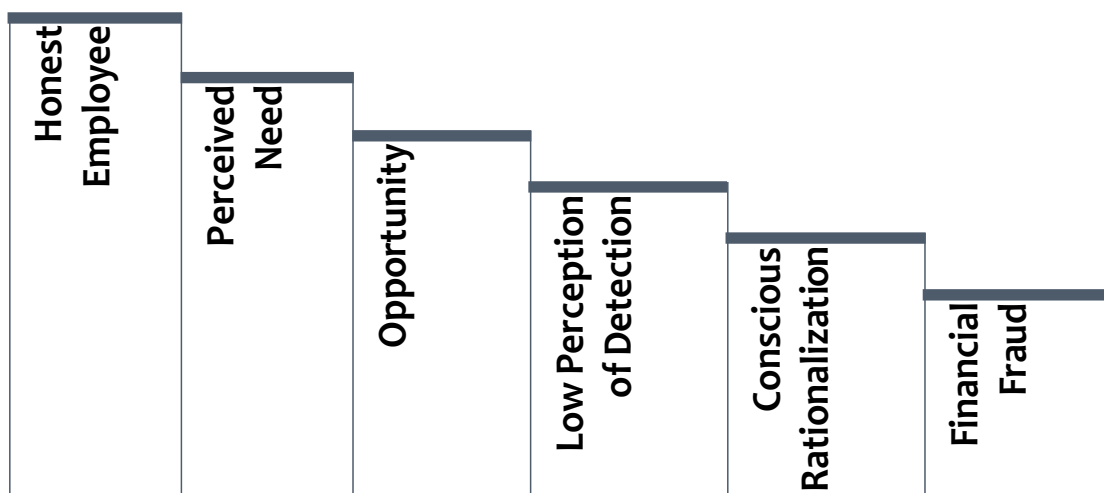 Honest
Employee
Perceived
Need
Opportunity
Low Perception
of Detection
Conscious
Rationalization
Financial
Fraud